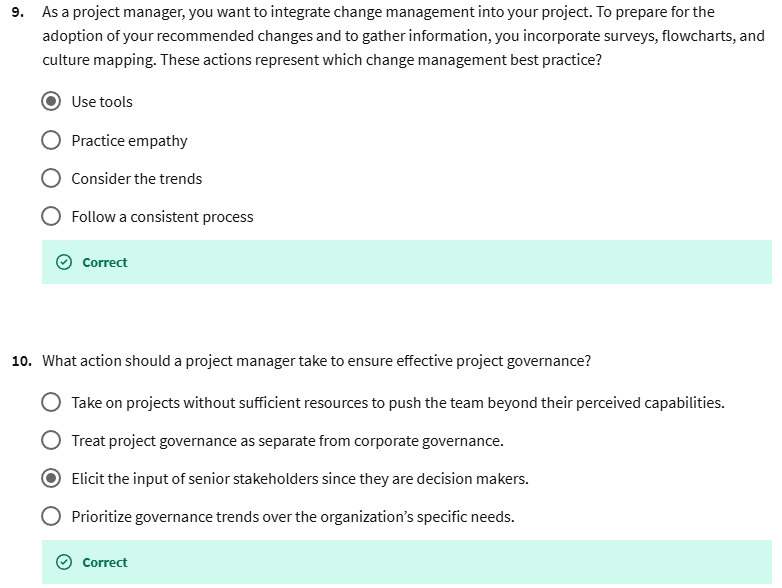 9. As a project manager, you want to integrate change management into your project. To prepare for the
adoption of your recommended changes and to gather information, you incorporate surveys, flowcharts, and
culture mapping. These actions represent which change management best practice?
Use tools
Practice empathy
Consider the trends
Follow a consistent process
Correct
10. What action should a project manager take to ensure effective project governance?
Take on projects without sufficient resources to push the team beyond their perceived capabilities.
Treat project governance as separate from corporate governance.
Elicit the input of senior stakeholders since they are decision makers.
Prioritize governance trends over the organization’s specific needs.
Correct